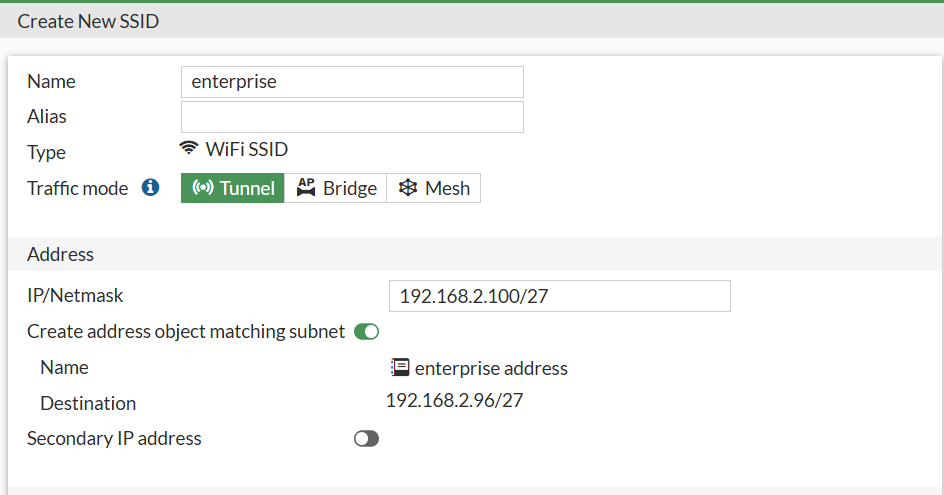 Create New SSID
Name enterprise
Alias
Type WiFi SSID
Traffic mode Tunnel AP Bridge Mesh
Address
IP/Netmask 192.168.2.100/27
Create address object matching subnet
Name enterprise address
Destination 192.168.2.96/27
Secondary IP address